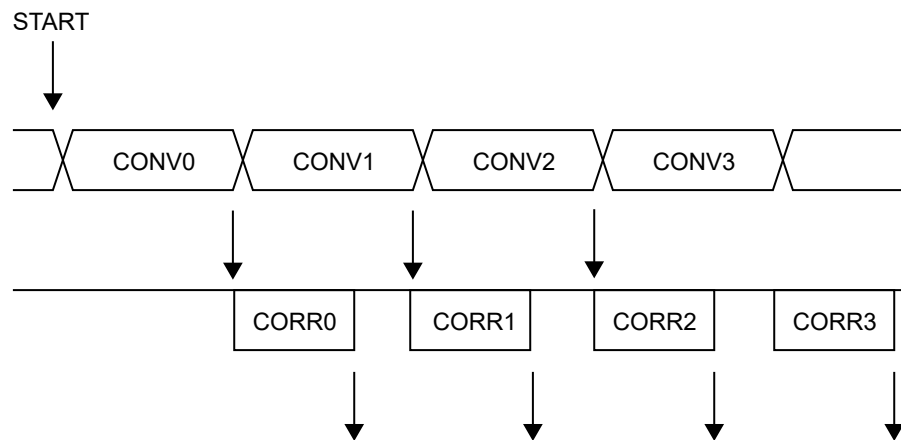 START
CONV0 CONV1 CONV2 CONV3
CORR0 CORR1 CORR2 CORR3